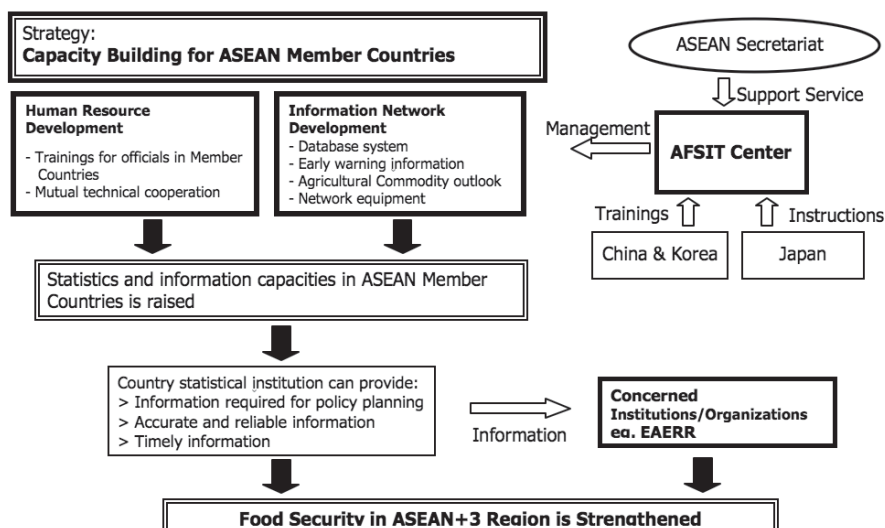 Strategy:
Capacity Building for ASEAN Member Countries
ASEAN Secretariat
Support Service
Human Resource
Development
- Trainings for officials in Member
Countries
- Mutual technical cooperation
Information Network
Development
- Database system
- Early warning information
- Agricultural Commodity outlook
- Network equipment
Management
AFSIT Center
Trainings
Instructions
China & Korea
Japan
Statistics and information capacities in ASEAN Member
Countries is raised
Country statistical institution can provide:
> Information required for policy planning
> Accurate and reliable information
> Timely information
Information
Concerned
Institutions/Organizations
eg. EAERR
Food Security in ASEAN+3 Region is Strengthened